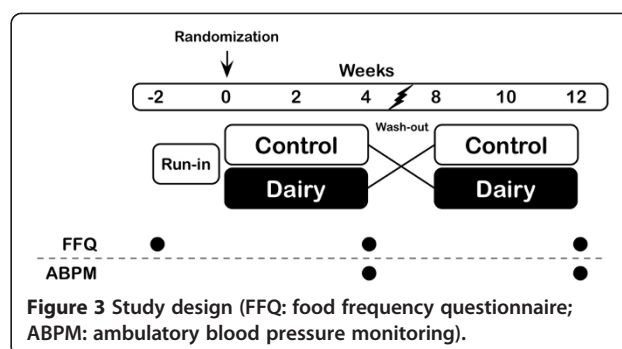 Randomization
Weeks
-2 0 2 4 8 10 12
Wash-out
Run-in
Control
Control
Dairy
Dairy
FFQ
ABPM
Figure 3 Study design (FFQ: food frequency questionnaire;
ABPM: ambulatory blood pressure monitoring).